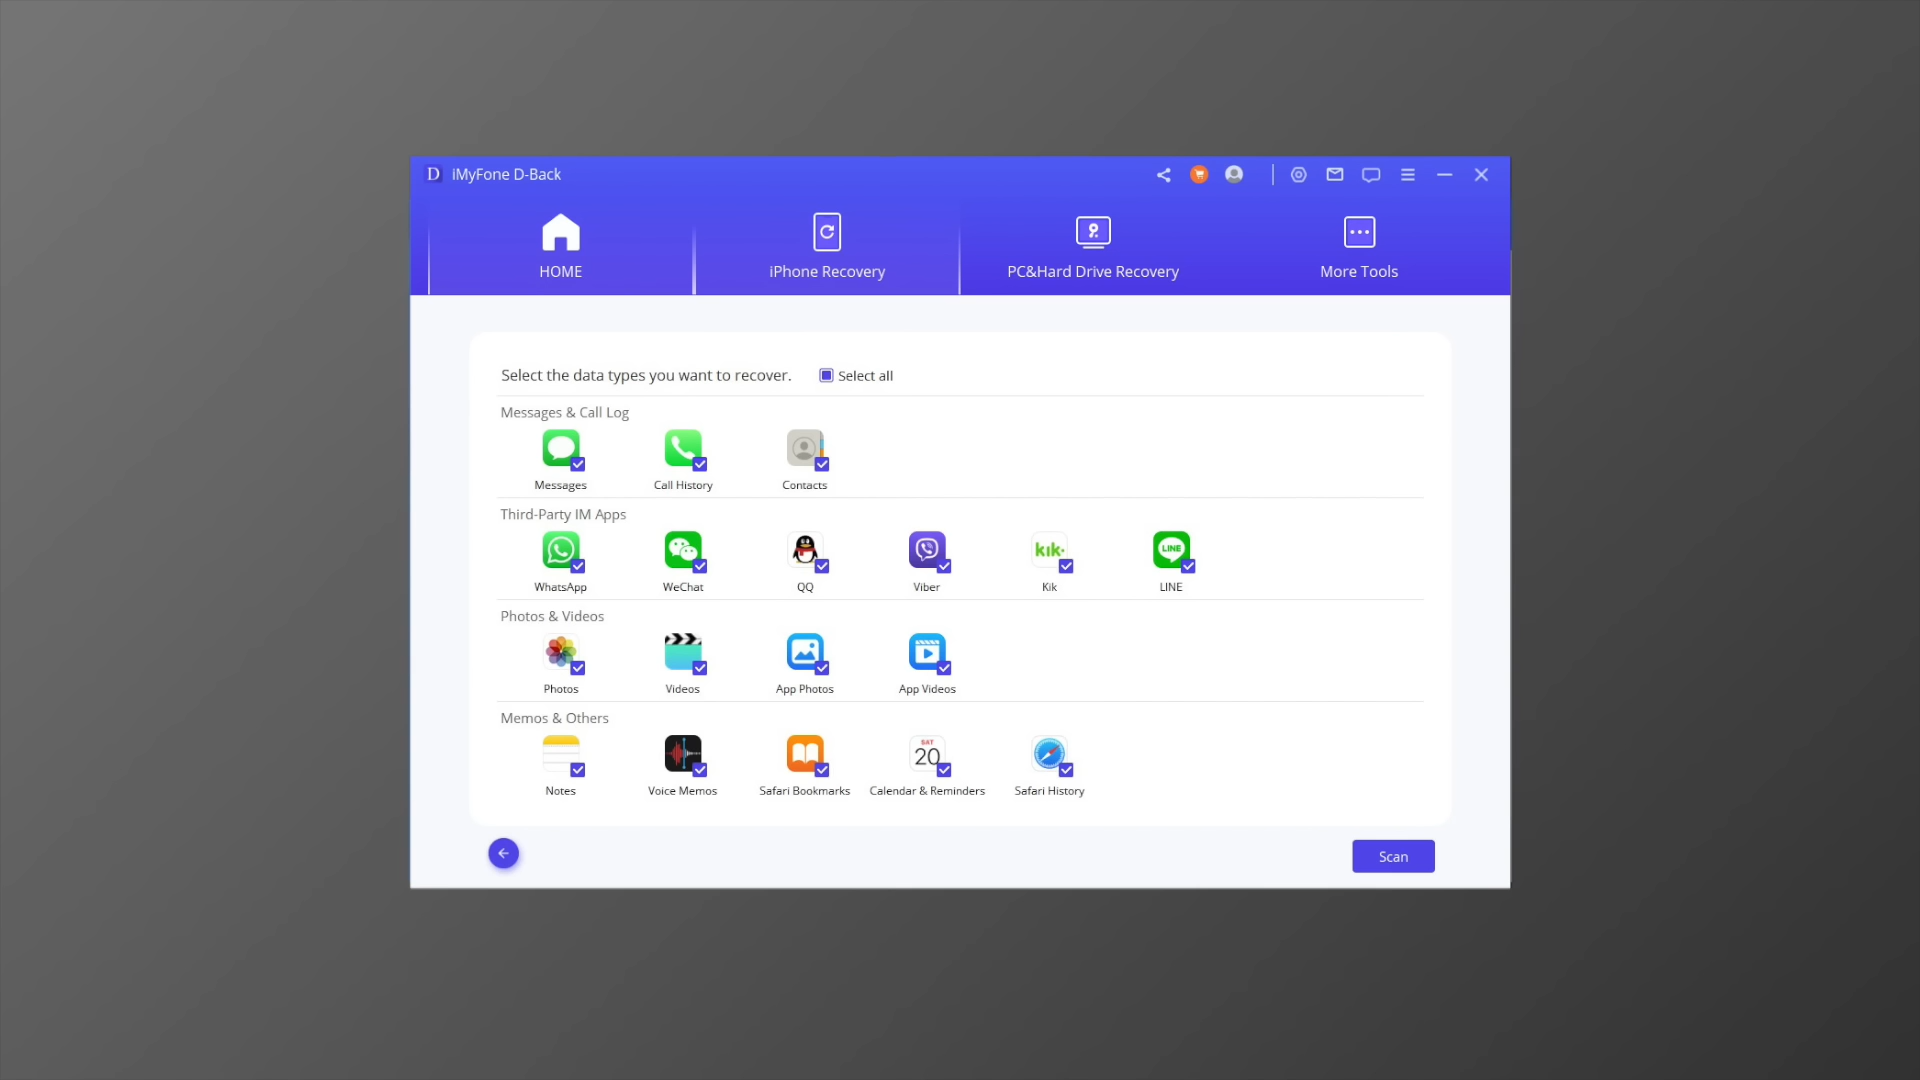 D iMyFone D-Back
HOME
iPhone Recovery
PC&Hard Drive Recovery
More Tools
Select the data types you want to recover.
Select all
Messages & Call Log
Messages
Call History
Contacts
Third-Party IM Apps
kik
LINE
WhatsApp
WeChat
QQ
Viber
Kik
LINE
Photos & Videos
Photos
Videos
App Photos
App Videos
Memos & Others
SAT
20
Notes
Voice Memos
Safari Bookmarks
Calendar & Reminders
Safari History
Scan